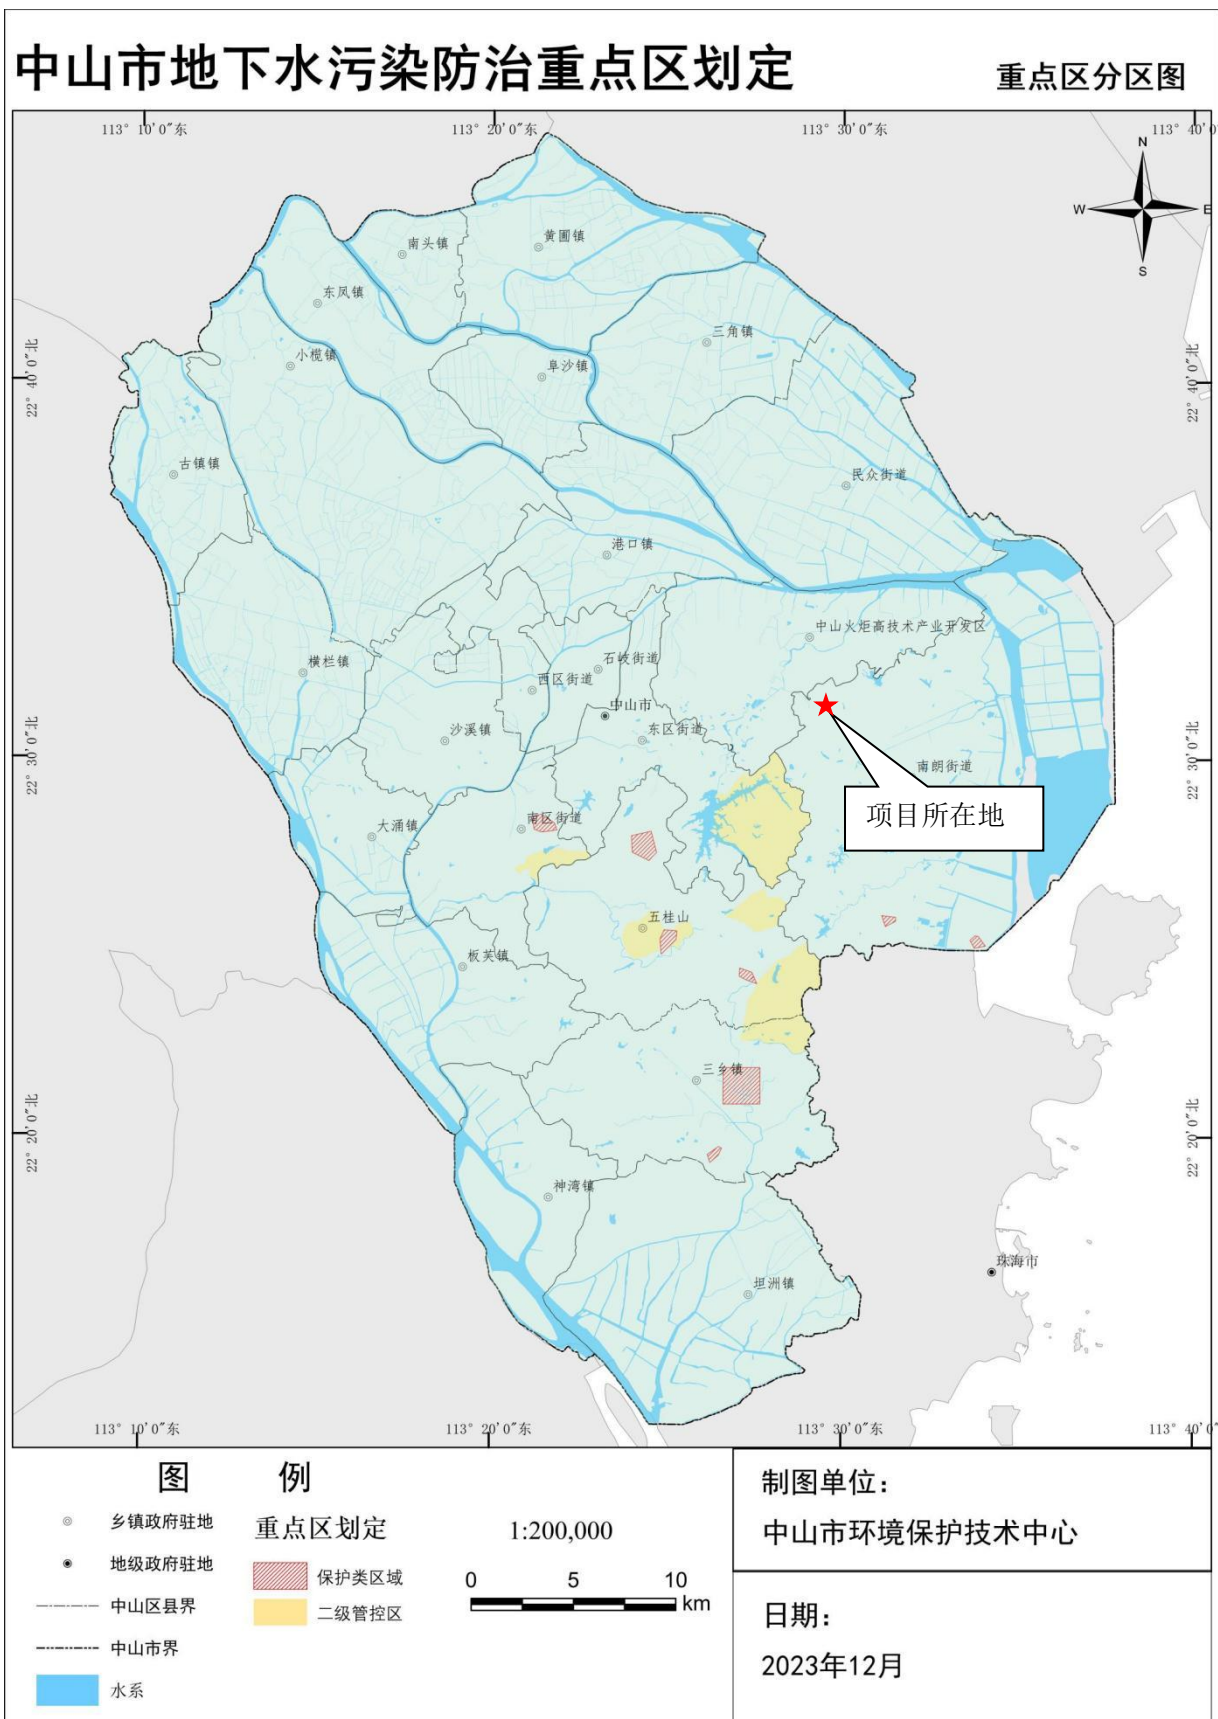 中山市地下水污染防治重点区划定
重点区分区图
113° 10′0″东
113° 20′0″东
113° 30′0″东
113° 40′0″
N
W
E
S
黄圃镇
南头镇
东凤镇
三角镇
22° 40′0″北
小榄镇
阜沙镇
22° 40′0″北
古镇镇
民众街道
港口镇
中山火炬高技术产业开发区
石岐街道
横栏镇
西区街道
中山市
沙溪镇
东区街道
22° 30′0″北
南朗街道
22° 30′0″北
项目所在地
大涌镇
南区街道
五桂山
板芙镇
三乡镇
22° 20′0″北
22° 20′0″北
神湾镇
珠海市
坦洲镇
113° 10′0″东
113° 20′0″东
113° 30′0″东
113° 40′0″
图 例
乡镇政府驻地
地级政府驻地
中山区县界
中山市界
水系
重点区划定
保护类区域
二级管控区
1:200,000
0 5 10
km
制图单位：
中山市环境保护技术中心
日期：
2023年12月